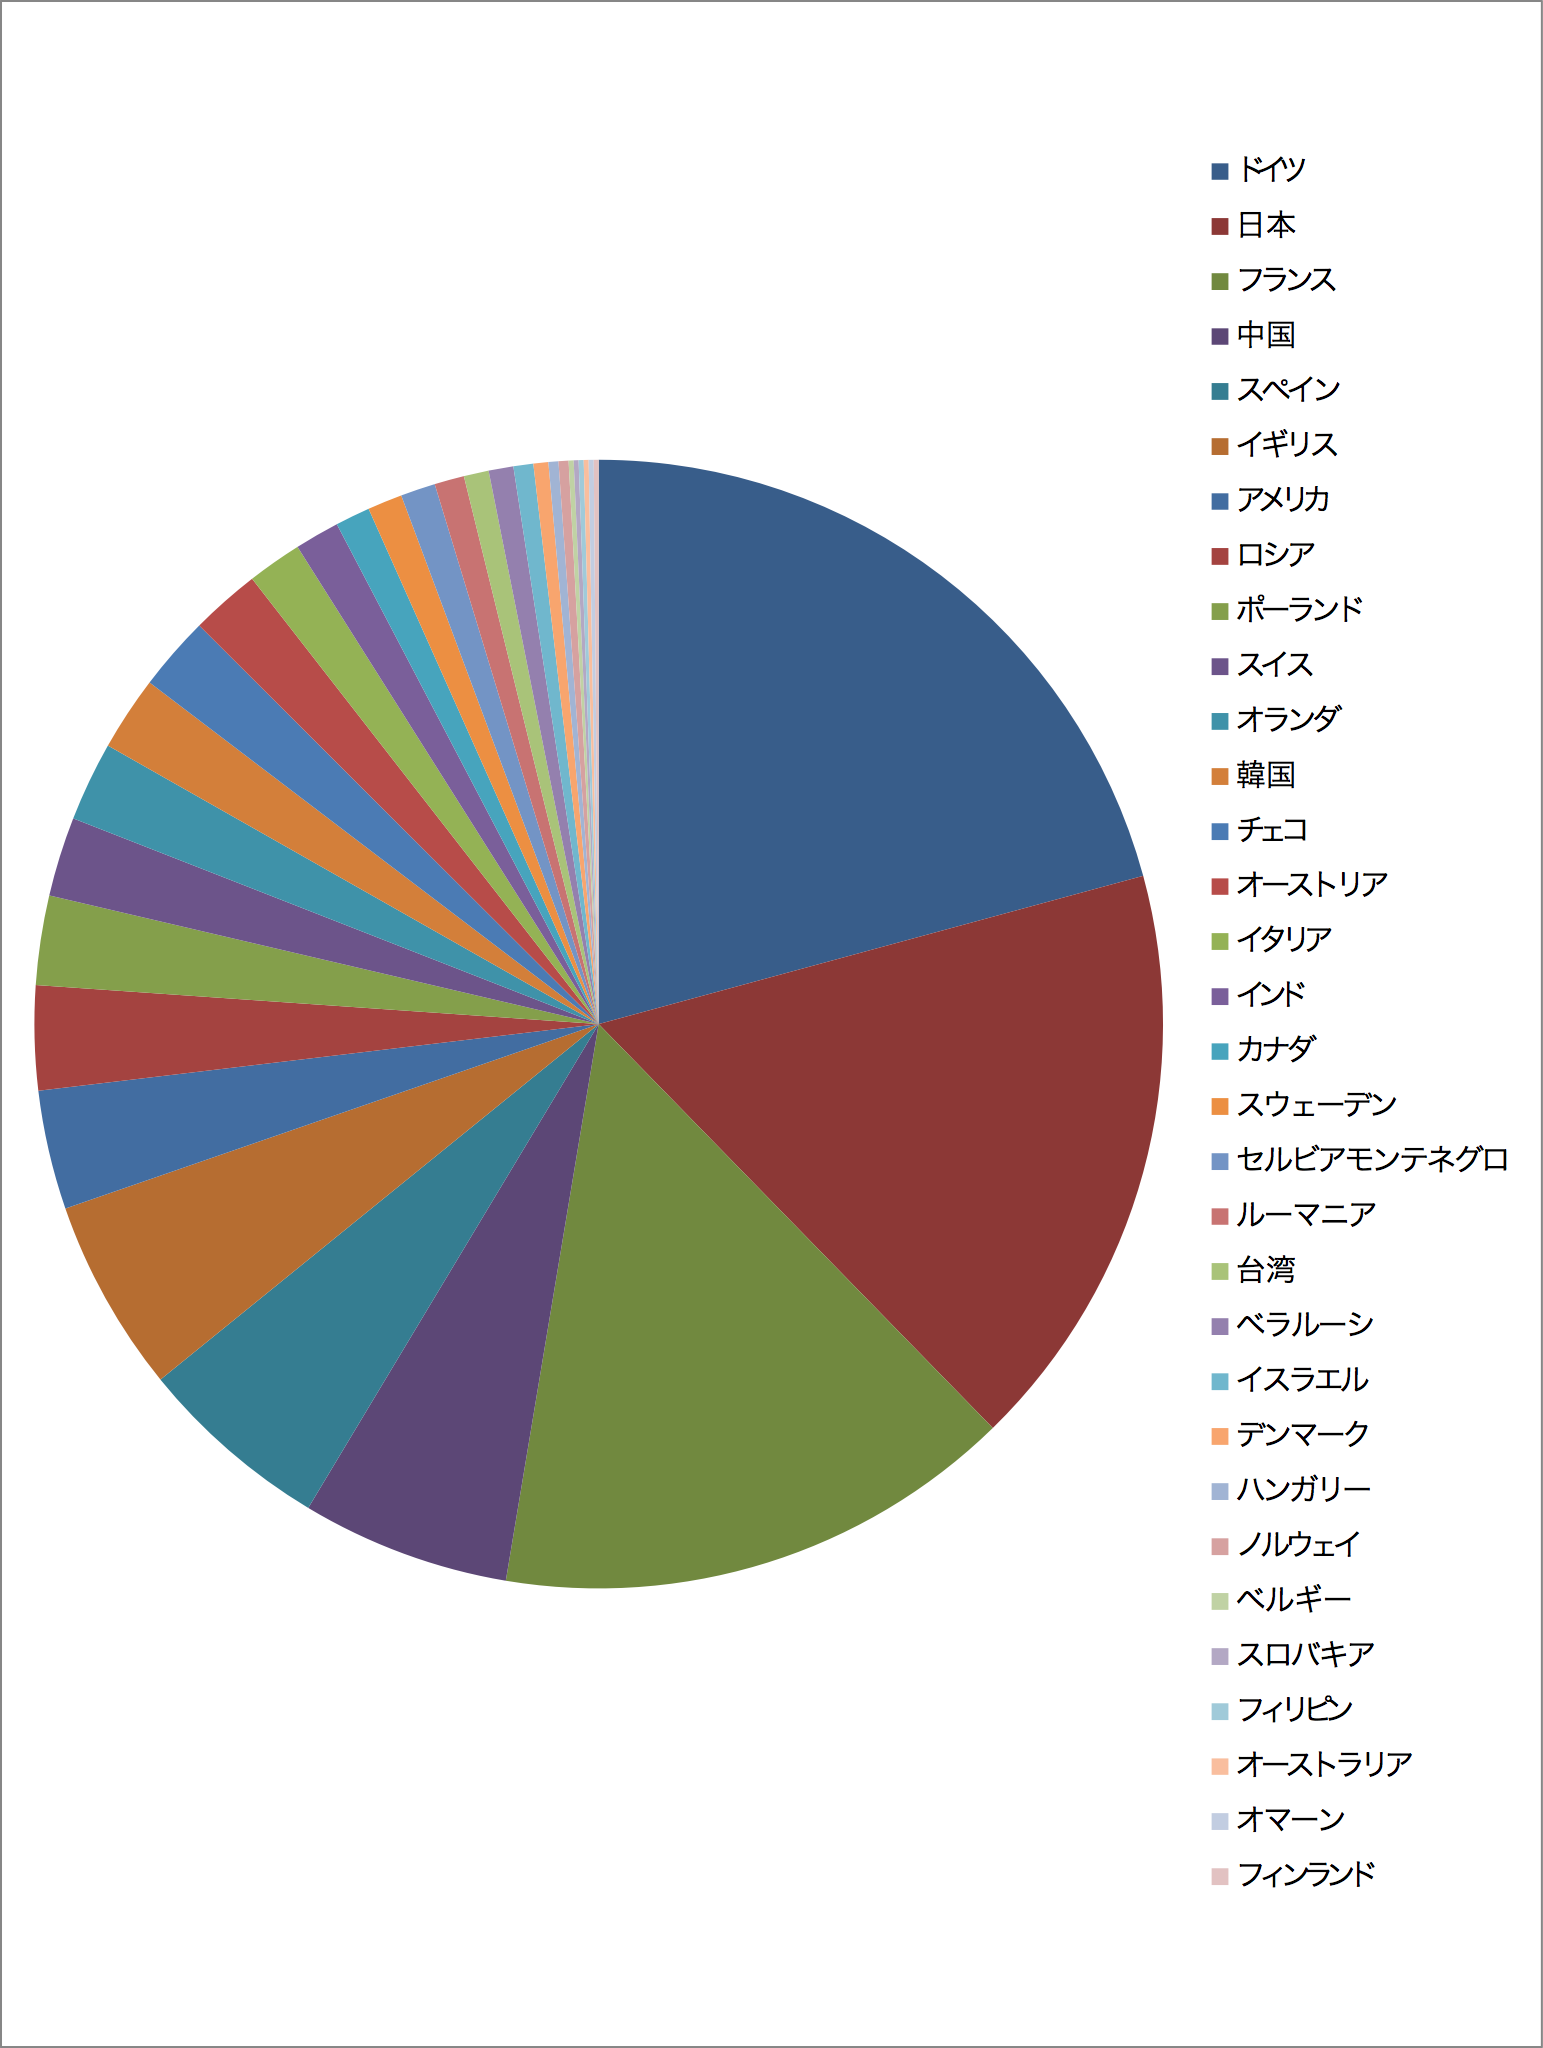 ドイツ
日本
フランス
中国
スペイン
イギリス
アメリカ
ロシア
ポーランド
スイス
オランダ
韓国
チェコ
オーストリア
イタリア
インド
カナダ
スウェーデン
セルビアモンテネグロ
ルーマニア
台湾
ベラルーシ
イスラエル
デンマーク
ハンガリー
ノルウェイ
ベルギー
スロバキア
フィリピン
オーストラリア
オマーン
フィンランド